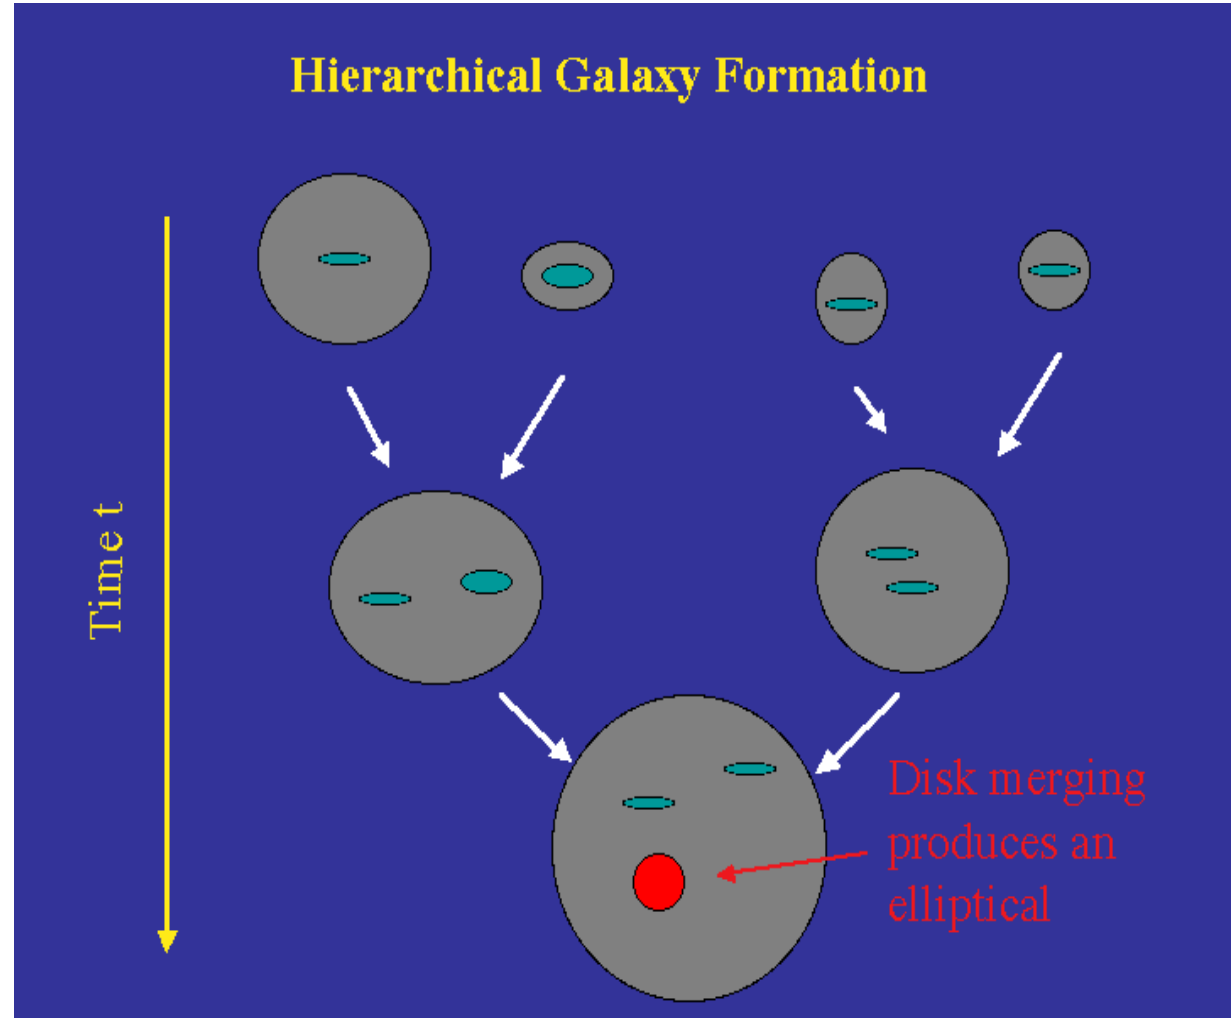 Hierarchical Galaxy Formation
Time t
Disk merging
produces an
elliptical